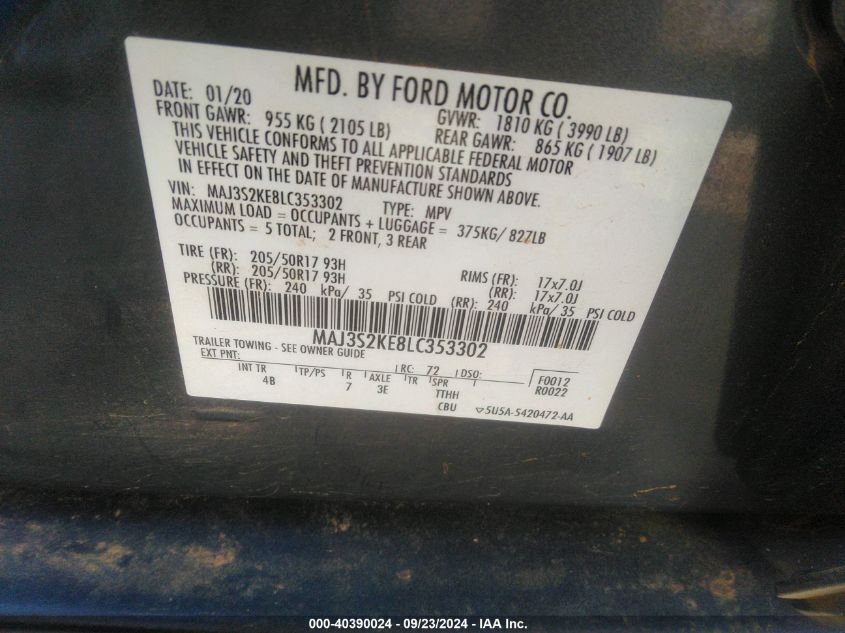 MFD. BY FORD MOTOR CO.
DATE: 01/20 GVWR: 1810 KG ( 3990 LB)
FRONT GAWR: 955 KG ( 2105 LB) REAR GAWR: 865 KG ( 1907 LB)
THIS VEHICLE CONFORMS TO ALL APPLICABLE FEDERAL MOTOR
VEHICLE SAFETY AND THEFT PREVENTION STANDARDS
IN EFFECT ON THE DATE OF MANUFACTURE SHOWN ABOVE.
VIN: MAJ3S2KE8LC353302 TYPE: MPV
MAXIMUM LOAD = OCCUPANTS + LUGGAGE = 375KG/ 827LB
OCCUPANTS = 5 TOTAL; 2 FRONT, 3 REAR
TIRE (FR): 205/50R17 93H RIMS (FR): 17x7.0J
(RR): 205/50R17 93H (RR): 17x7.0J
PRESSURE (FR): 240 kPa/ 35 PSI COLD (RR): 240 kPa/ 35 PSI COLD
MAJ3S2KE8LC353302
TRAILER TOWING - SEE OWNER GUIDE
EXT PNT: RC: 72 DSO: F0012
INT TR TP/PS R AXLE TR SPR R0022
4B 7 3E TTHH
CBU 5U5A-5420472-AA
000-40390024 - 09/23/2024 - IAA Inc.